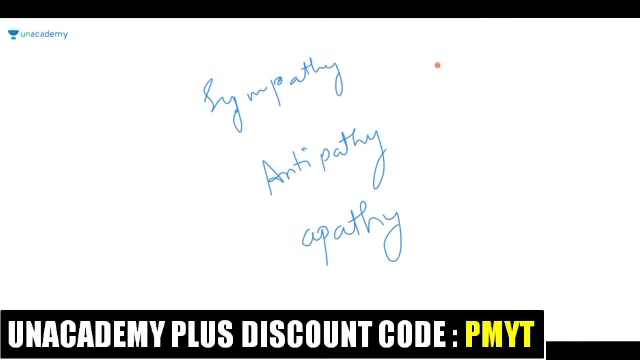 unacademy
Sympathy
Antipathy
apathy
UNACADEMY PLUS DISCOUNT CODE : PMYT